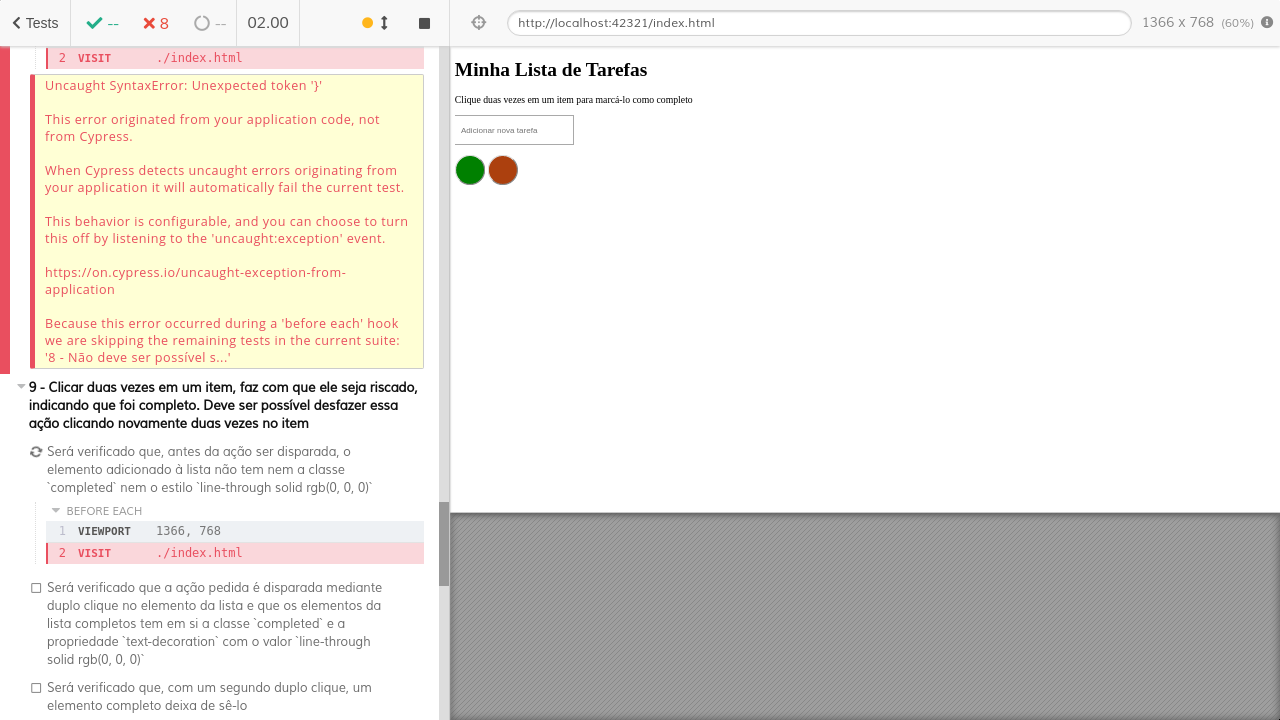 Tests
--
8
--
02.00
http://localhost:42321/index.html
1366 x 768 (60%)
2 VISIT ./index.html
Uncaught SyntaxError: Unexpected token '}'
This error originated from your application code, not
from Cypress.
When Cypress detects uncaught errors originating from
your application it will automatically fail the current test.
This behavior is configurable, and you can choose to turn
this off by listening to the 'uncaught:exception' event.
https://on.cypress.io/uncaught-exception-from-
application
Because this error occurred during a 'before each' hook
we are skipping the remaining tests in the current suite:
'8 - Não deve ser possível s...'
9 - Clicar duas vezes em um item, faz com que ele seja riscado,
indicando que foi completo. Deve ser possível desfazer essa
ação clicando novamente duas vezes no item
Será verificado que, antes da ação ser disparada, o
elemento adicionado à lista não tem nem a classe
`completed` nem o estilo `line-through solid rgb(0, 0, 0)`
BEFORE EACH
1 VIEWPORT 1366, 768
2 VISIT ./index.html
Será verificado que a ação pedida é disparada mediante
duplo clique no elemento da lista e que os elementos da
lista completos tem em si a classe `completed` e a
propriedade `text-decoration` com o valor `line-through
solid rgb(0, 0, 0)`
Será verificado que, com um segundo duplo clique, um
elemento completo deixa de sê-lo
Minha Lista de Tarefas
Clique duas vezes em um item para marcá-lo como completo
Adicionar nova tarefa